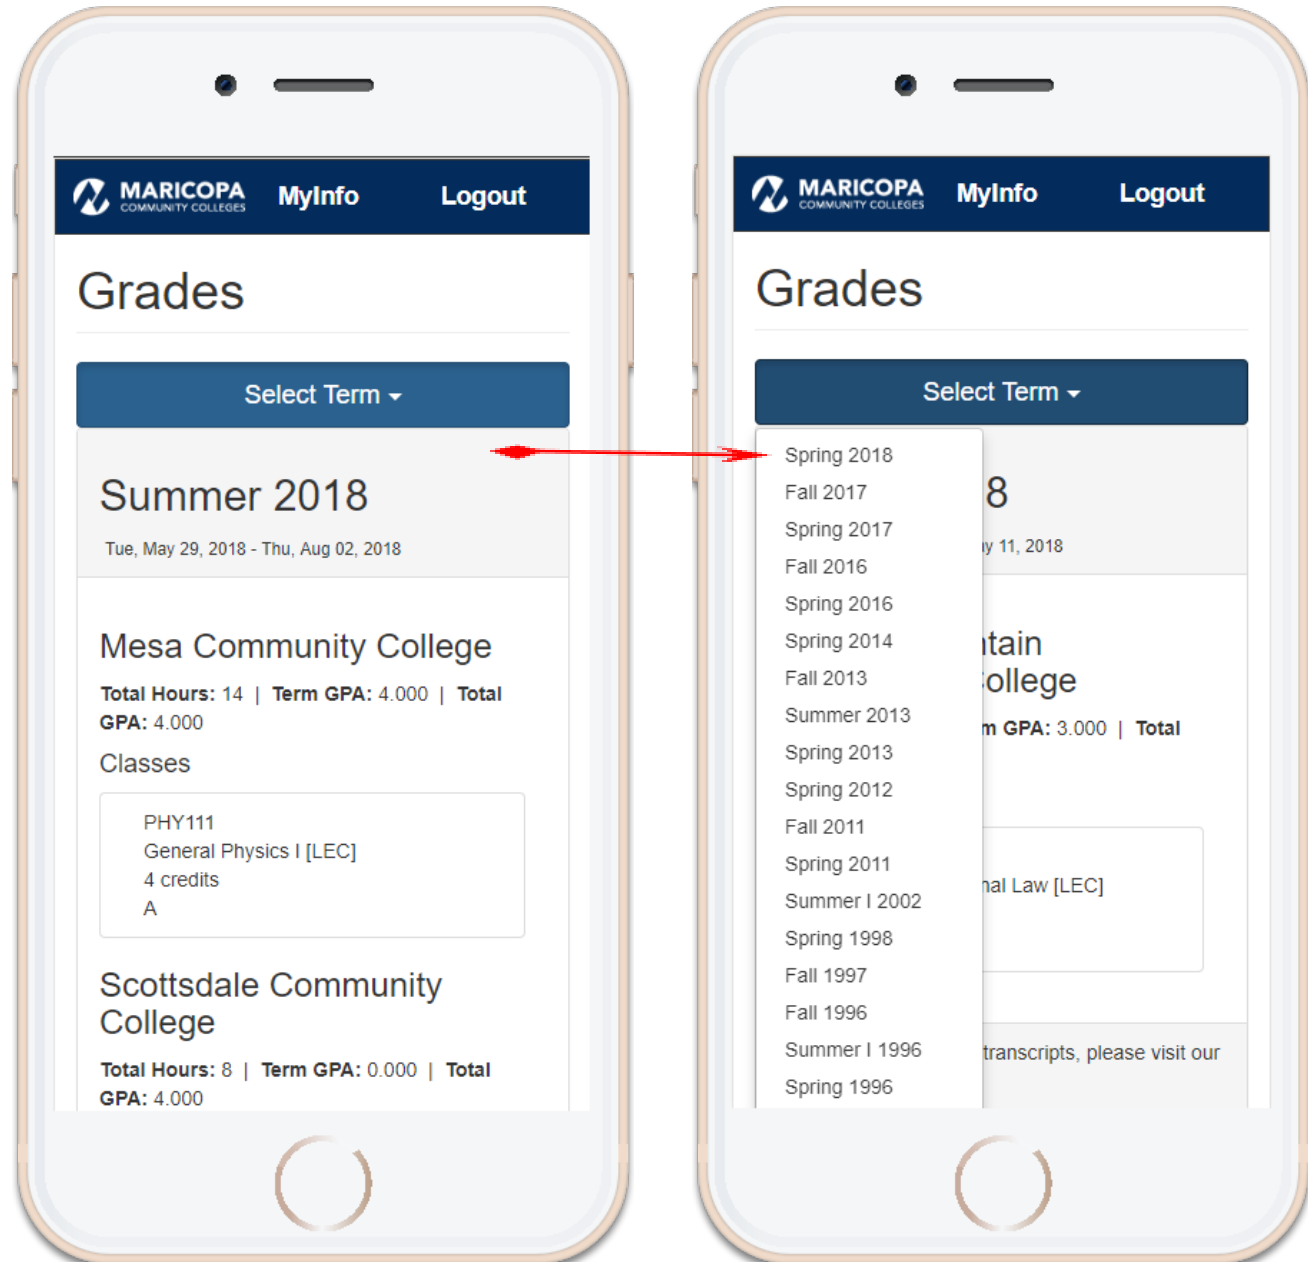 MARICOPA
COMMUNITY COLLEGES
MyInfo
Logout
Grades
Select Term
Summer 2018
Tue, May 29, 2018 - Thu, Aug 02, 2018
Mesa Community College
Total Hours: 14 | Term GPA: 4.000 | Total
GPA: 4.000
Classes
PHY111
General Physics I [LEC]
4 credits
A
Scottsdale Community
College
Total Hours: 8 | Term GPA: 0.000 | Total
GPA: 4.000
MARICOPA
COMMUNITY COLLEGES
MyInfo
Logout
Grades
Select Term
Spring 2018
Fall 2017
Spring 2017
Fall 2016
Spring 2016
Spring 2014
Fall 2013
Summer 2013
Spring 2013
Spring 2012
Fall 2011
Spring 2011
Summer I 2002
Spring 1998
Fall 1997
Fall 1996
Summer I 1996
Spring 1996
8
11, 2018
ntain
ollege
m GPA: 3.000 | Total
nal Law [LEC]
transcripts, please visit our